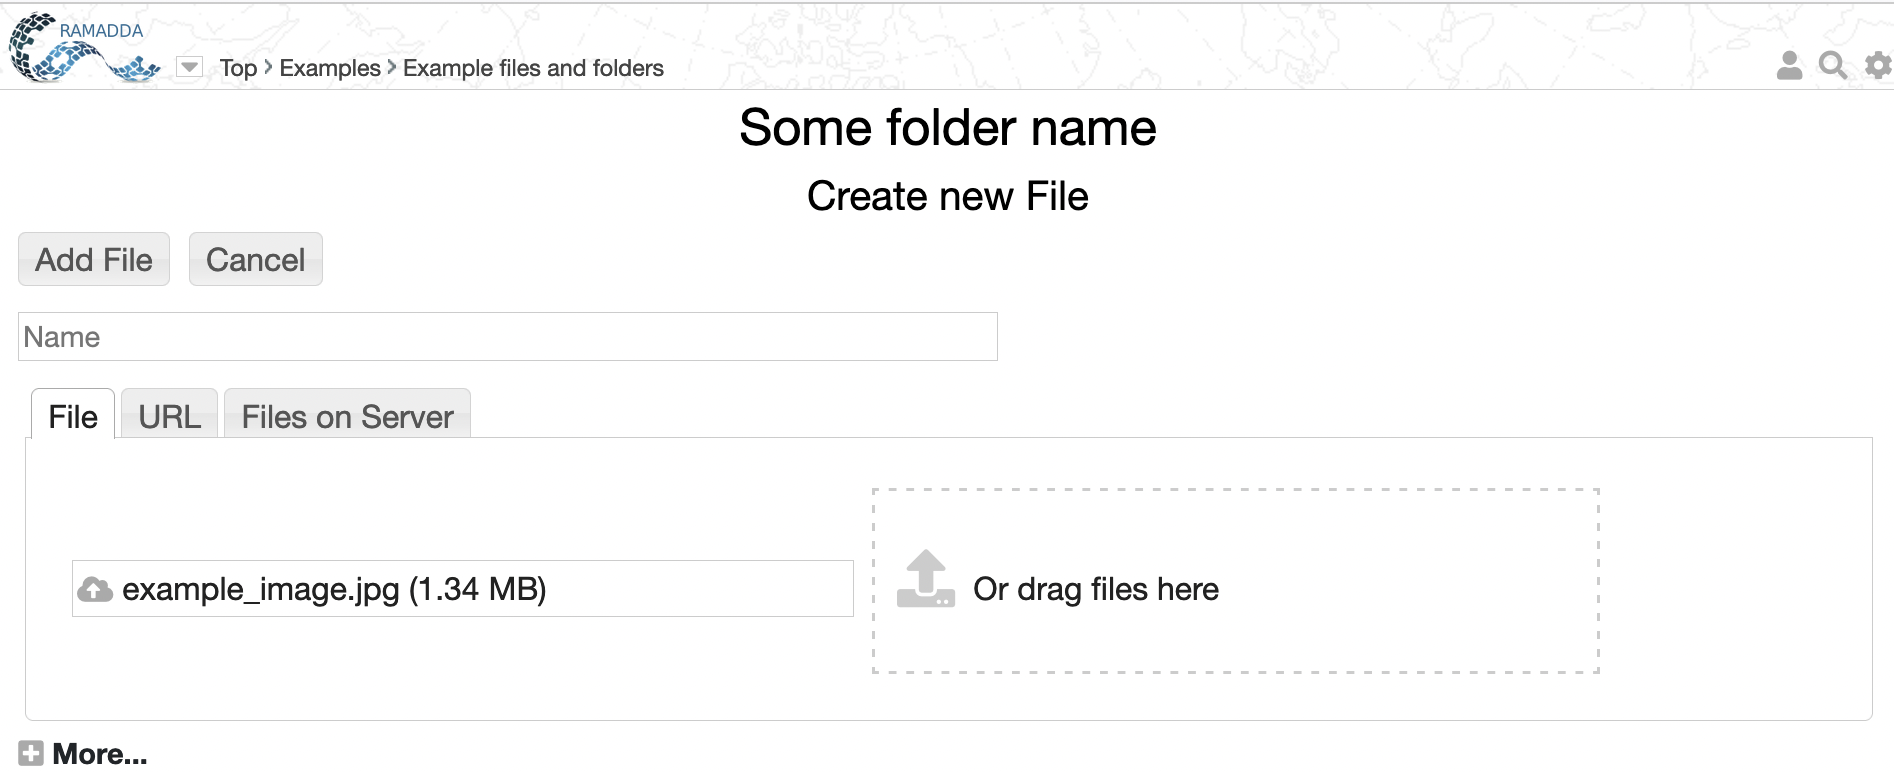 RAMADDA
Top > Examples > Example files and folders
Some folder name
Create new File
Add File Cancel
Name
File URL Files on Server
example_image.jpg (1.34 MB) Or drag files here
More...